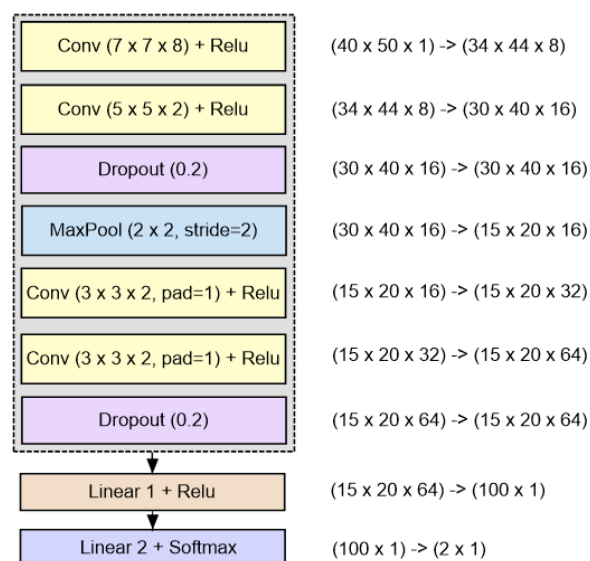 Conv (7 x 7 x 8) + Relu (40 x 50 x 1) -> (34 x 44 x 8)
Conv (5 x 5 x 2) + Relu (34 x 44 x 8) -> (30 x 40 x 16)
Dropout (0.2) (30 x 40 x 16) -> (30 x 40 x 16)
MaxPool (2 x 2, stride=2) (30 x 40 x 16) -> (15 x 20 x 16)
Conv (3 x 3 x 2, pad=1) + Relu (15 x 20 x 16) -> (15 x 20 x 32)
Conv (3 x 3 x 2, pad=1) + Relu (15 x 20 x 32) -> (15 x 20 x 64)
Dropout (0.2) (15 x 20 x 64) -> (15 x 20 x 64)
Linear 1 + Relu (15 x 20 x 64) -> (100 x 1)
Linear 2 + Softmax (100 x 1) -> (2 x 1)